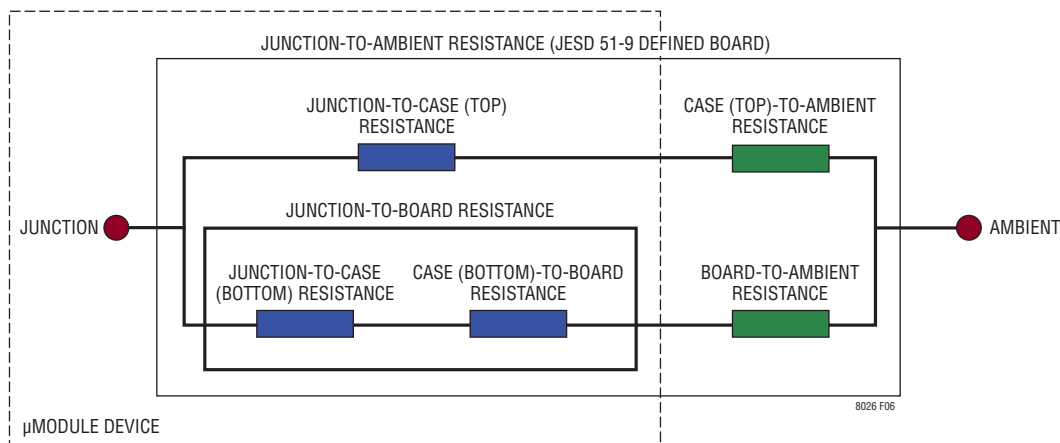 JUNCTION-TO-AMBIENT RESISTANCE (JESD 51-9 DEFINED BOARD)
JUNCTION-TO-CASE (TOP)
RESISTANCE
CASE (TOP)-TO-AMBIENT
RESISTANCE
JUNCTION
JUNCTION-TO-BOARD RESISTANCE
AMBIENT
JUNCTION-TO-CASE
(BOTTOM) RESISTANCE
CASE (BOTTOM)-TO-BOARD
RESISTANCE
BOARD-TO-AMBIENT
RESISTANCE
8026 F06
µMODULE DEVICE